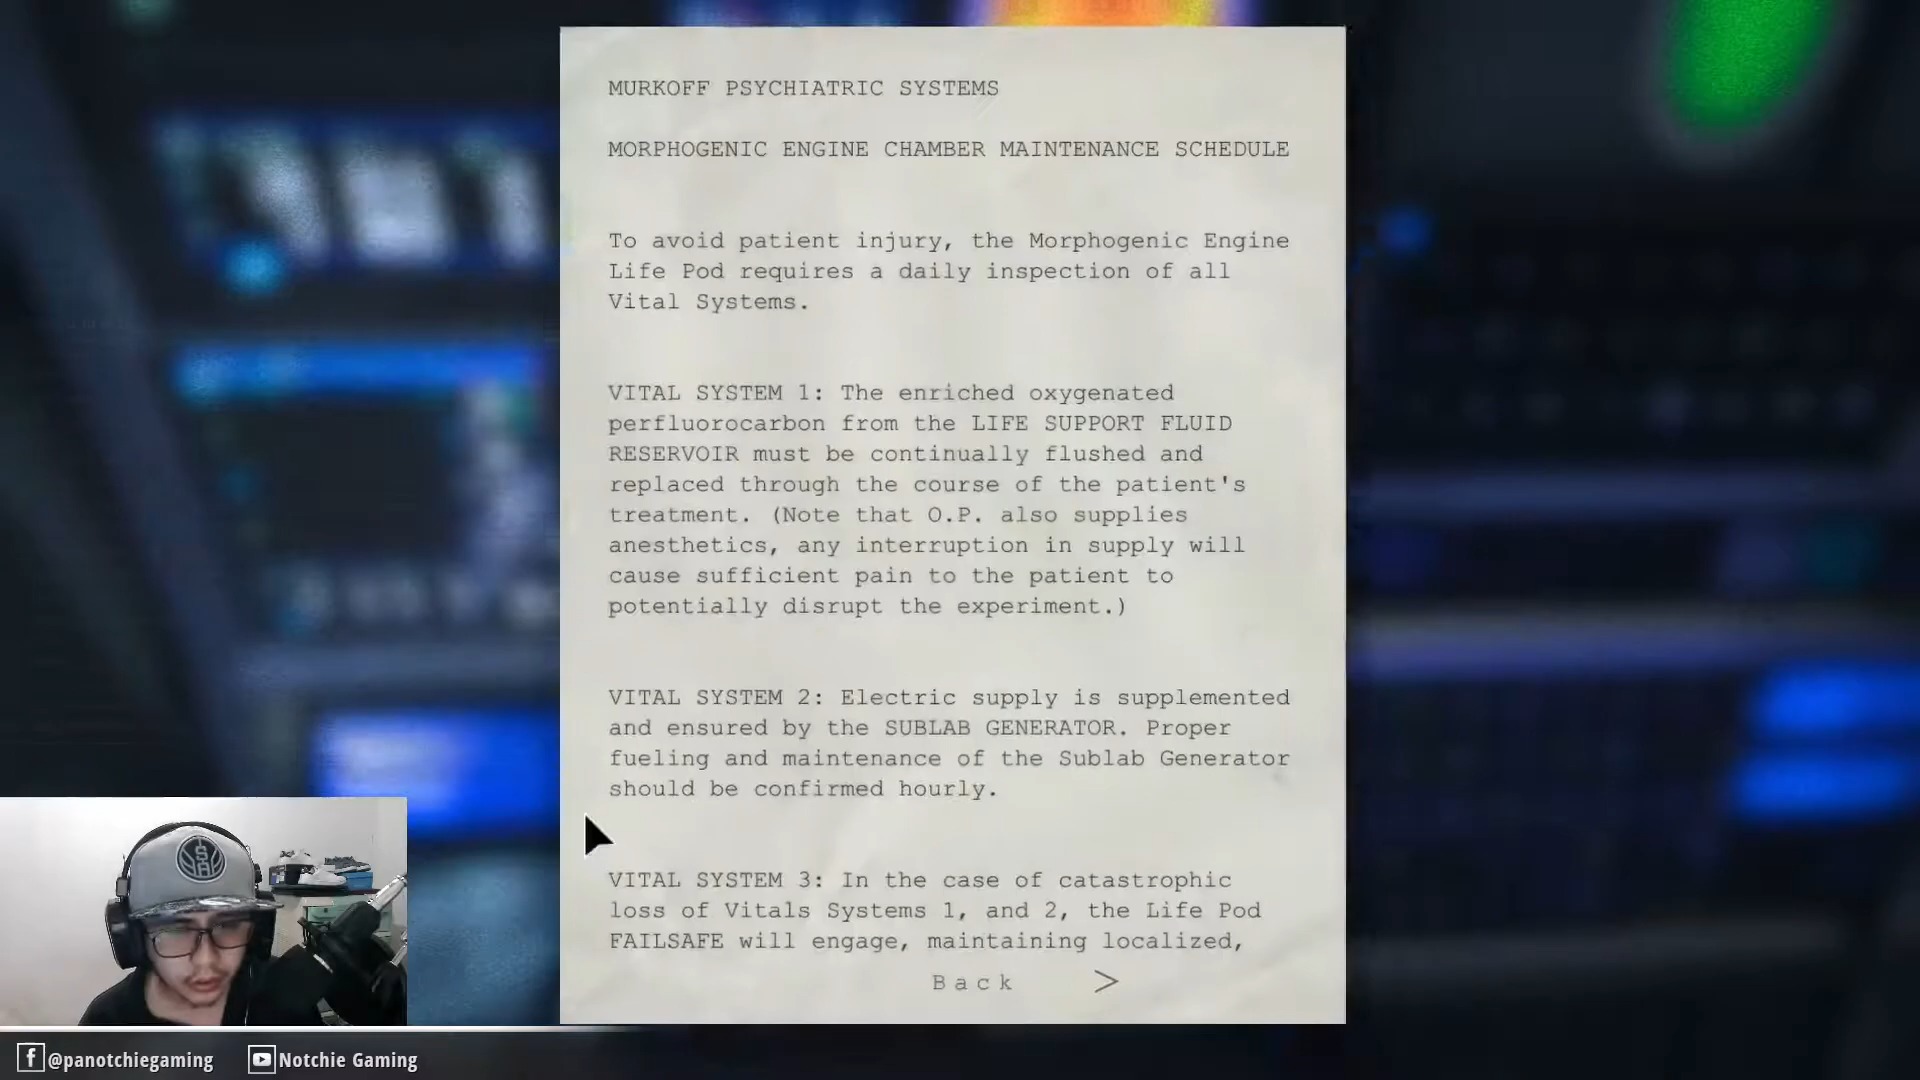 MURKOFF PSYCHIATRIC SYSTEMS
MORPHOGENIC ENGINE CHAMBER MAINTENANCE SCHEDULE
To avoid patient injury, the Morphogenic Engine
Life Pod requires a daily inspection of all
Vital Systems.
VITAL SYSTEM 1: The enriched oxygenated
perfluorocarbon from the LIFE SUPPORT FLUID
RESERVOIR must be continually flushed and
replaced through the course of the patient's
treatment. (Note that O.P. also supplies
anesthetics, any interruption in supply will
cause sufficient pain to the patient to
potentially disrupt the experiment.)
VITAL SYSTEM 2: Electric supply is supplemented
and ensured by the SUBLAB GENERATOR. Proper
fueling and maintenance of the Sublab Generator
should be confirmed hourly.
VITAL SYSTEM 3: In the case of catastrophic
loss of Vitals Systems 1, and 2, the Life Pod
FAILSAFE will engage, maintaining localized,
Back >
@panotchiegaming Notchie Gaming